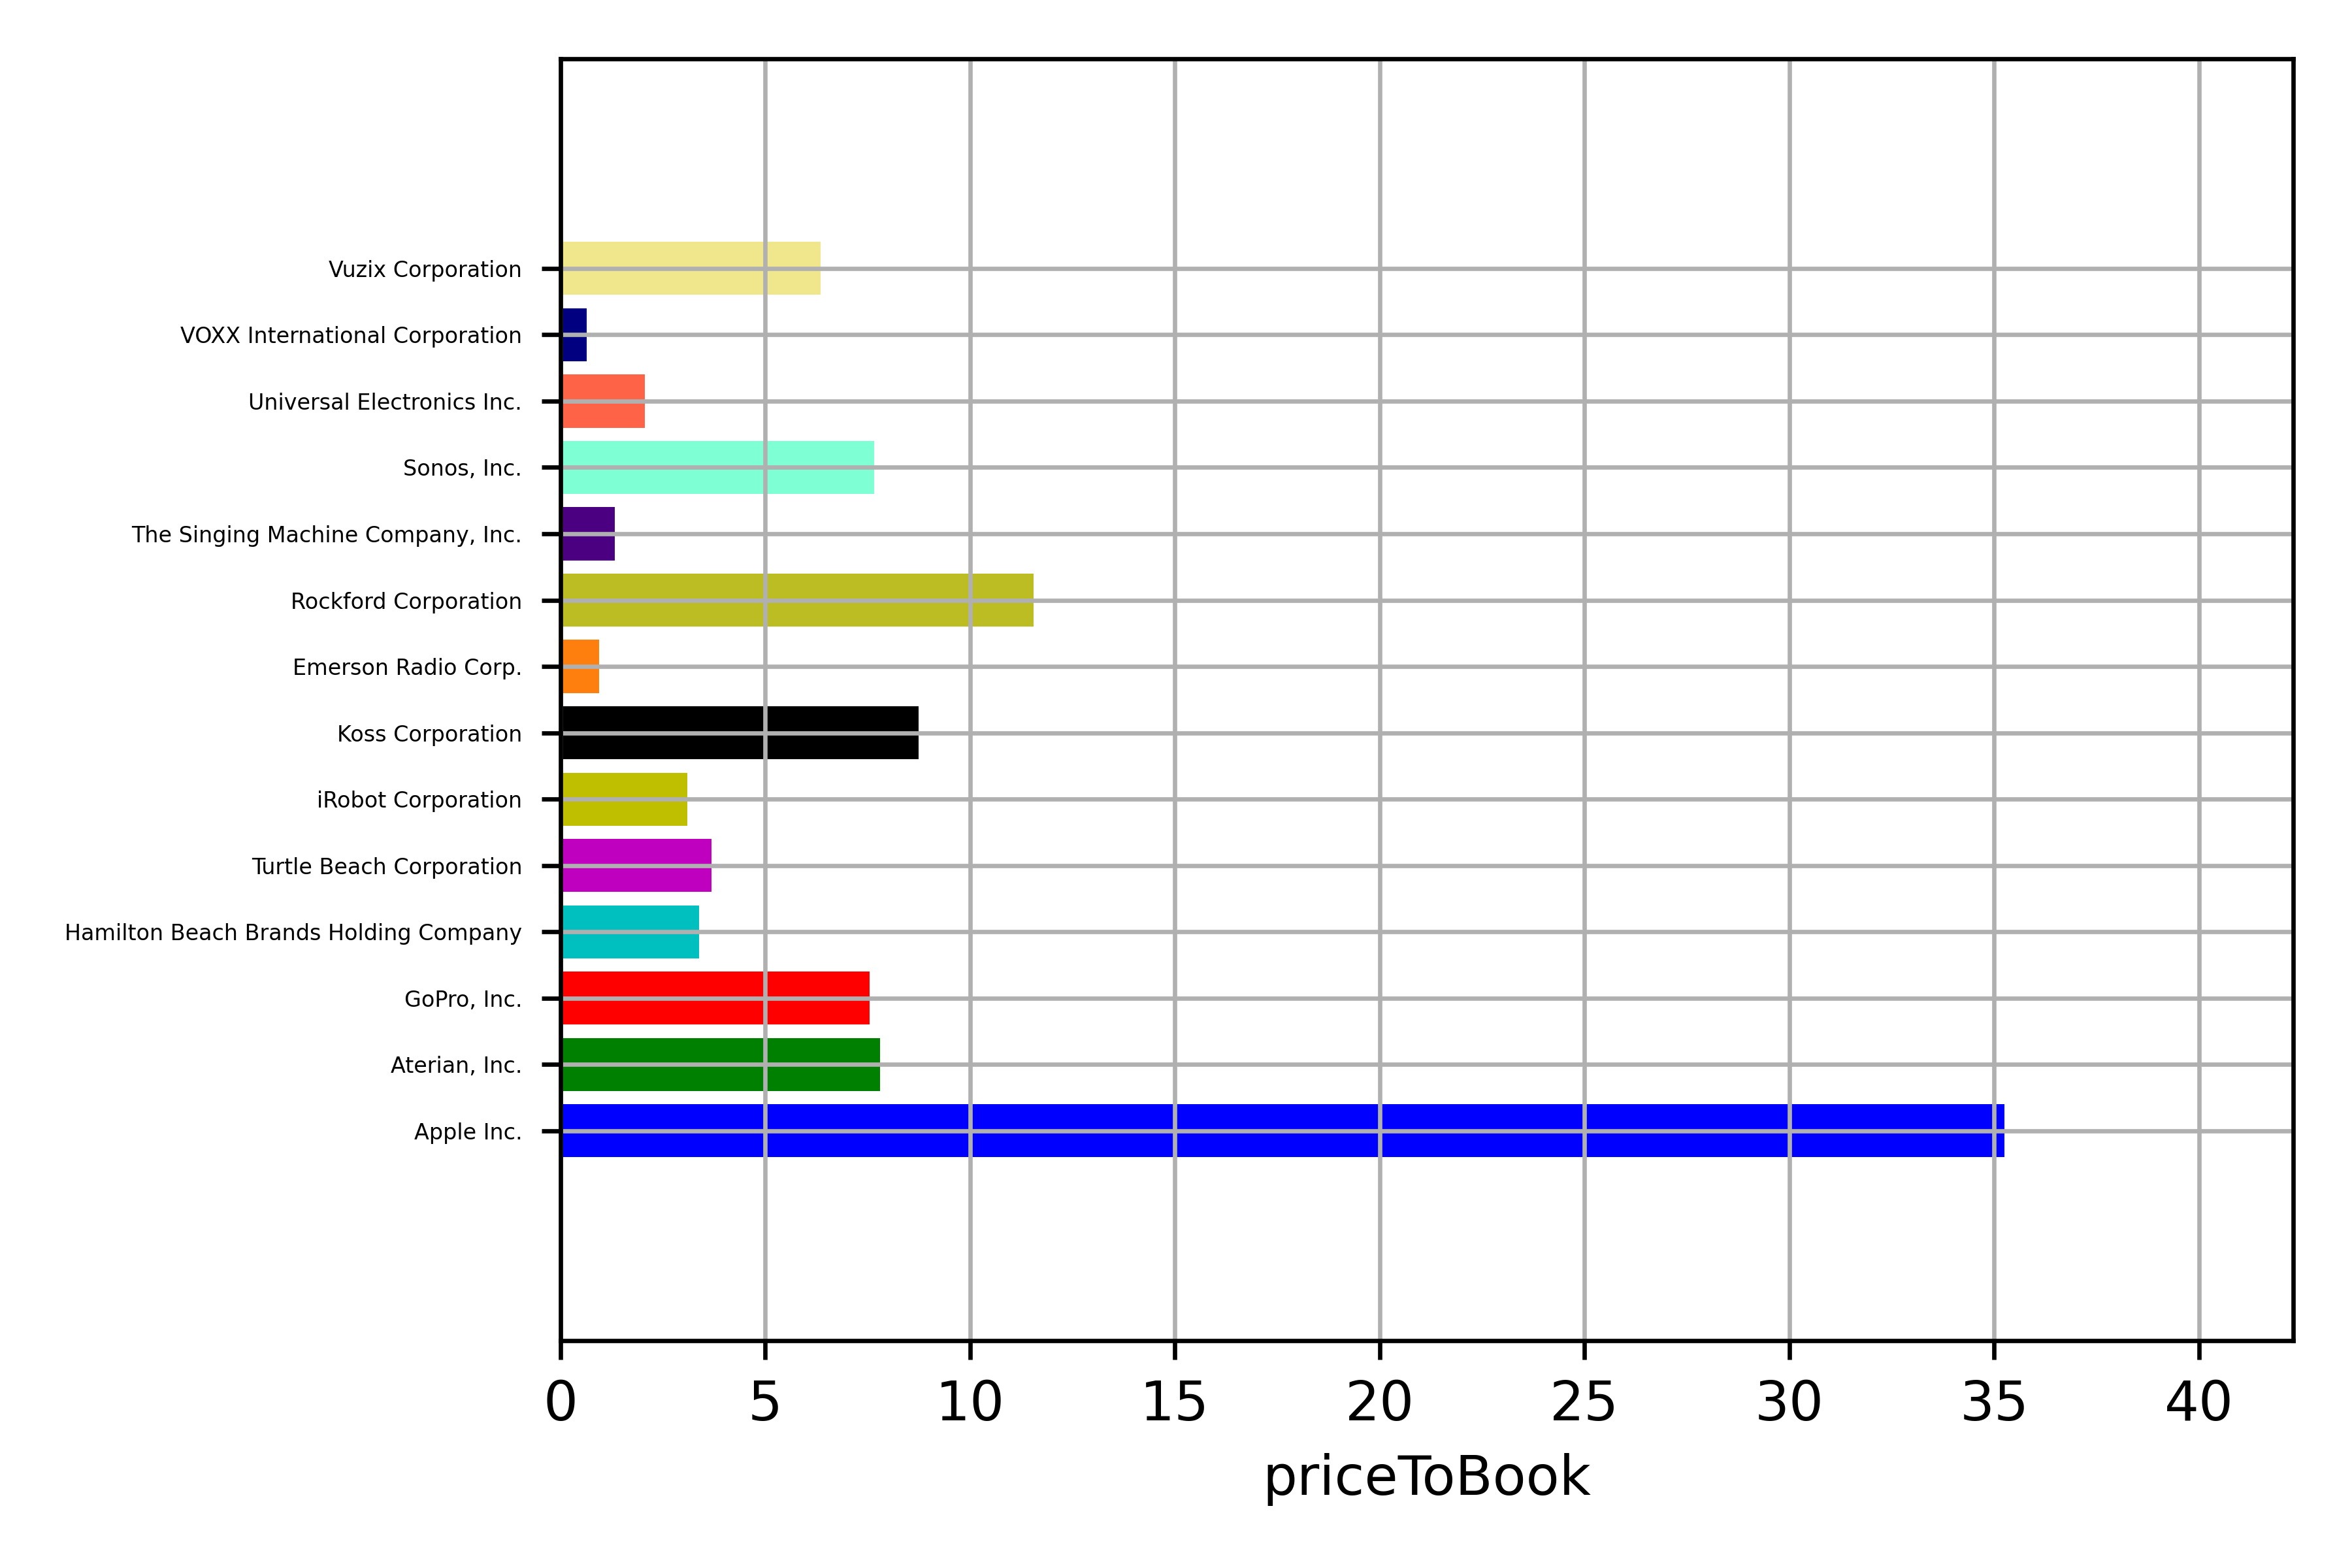 Vuzix Corporation
VOXX International Corporation
Universal Electronics Inc.
Sonos, Inc.
The Singing Machine Company, Inc.
Rockford Corporation
Emerson Radio Corp.
Koss Corporation
iRobot Corporation
Turtle Beach Corporation
Hamilton Beach Brands Holding Company
GoPro, Inc.
Aterian, Inc.
Apple Inc.
0 5 10 15 20 25 30 35 40
priceToBook